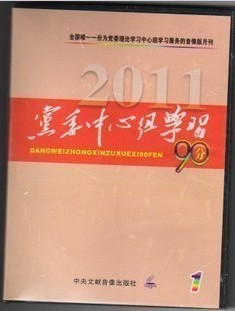 全国唯一一份为党委理论学习中心组学习服务的音像版月刊
2011
党委中心组学习
DANGWEIZHONGXINZUXUEXI90FEN
90分
中央文献音像出版社
1